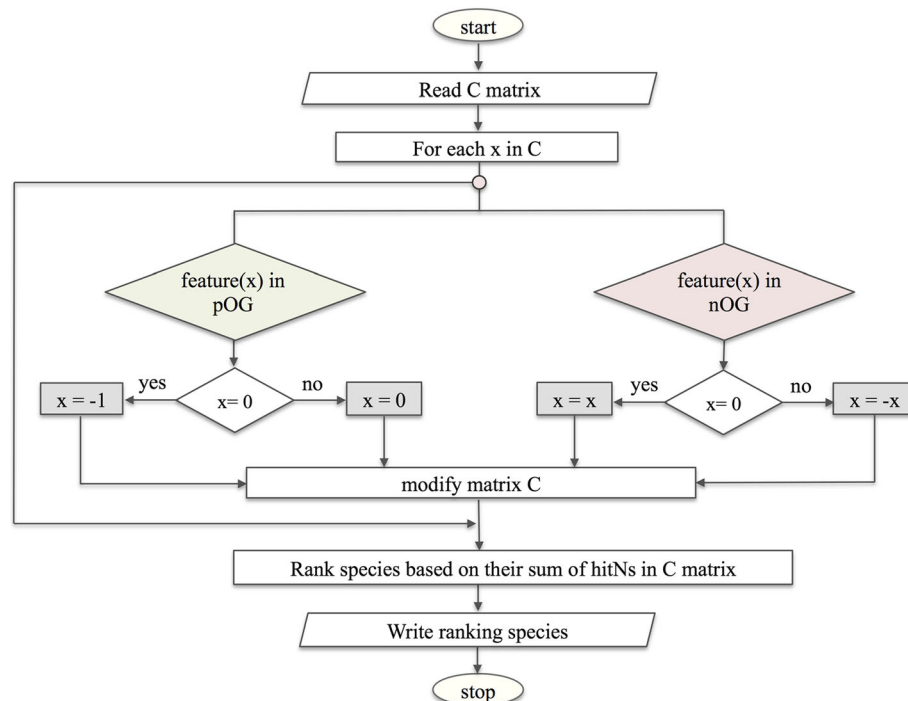 start
Read C matrix
For each x in C
feature(x) in
pOG
feature(x) in
nOG
x = -1
yes
x= 0
no
x = 0
x = x
yes
x= 0
no
x = -x
modify matrix C
Rank species based on their sum of hitNs in C matrix
Write ranking species
stop